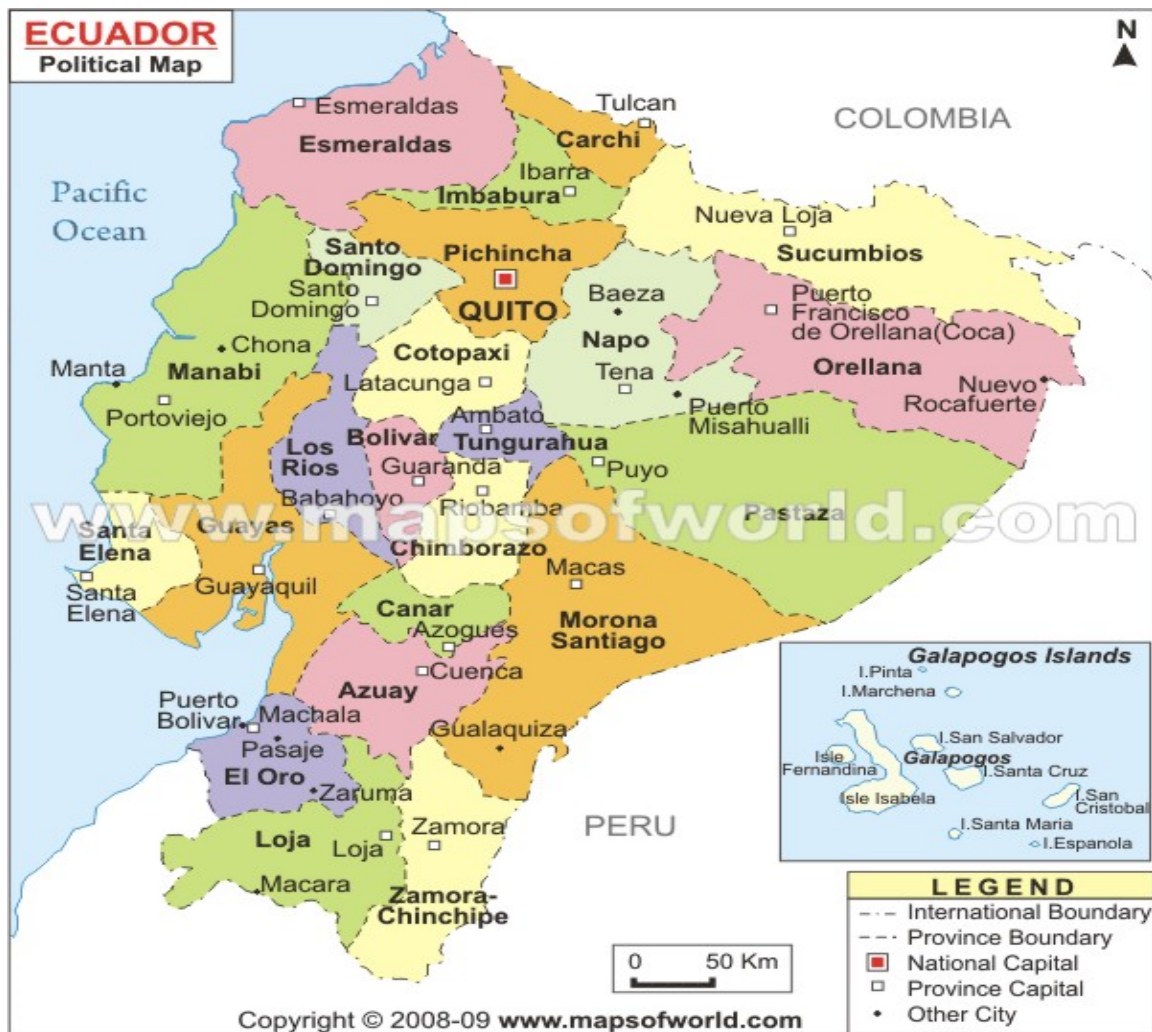 ECUADOR
Political Map
N
Tulcan
COLOMBIA
Esmeraldas
Esmeraldas
Carchi
Ibarra
Imbabura
Pacific
Ocean
Nueva Loja
Sucumbios
Santo
Domingo
Santo
Domingo
Pichincha
QUITO
Baeza
Napo
Tena
Puerto
Francisco
de Orellana(Coca)
Orellana
Nuevo
Rocafuerte
Puerto
Misahualli
Chona
Manta
Manabi
Portoviejo
Cotopaxi
Latacunga
Ambato
Tungurahua
Bolivar
Guaranda
Los
Rios
Babahoyo
Riobamba
Puyo
Pastaza
www.mapsofworld.com
Santa
Elena
Santa
Elena
Guayas
Guayaquil
Chimborazo
Macas
Morona
Santiago
Canar
Azogues
Cuenca
Azuay
Gualaquiza
Puerto
Bolivar
Machala
Pasaje
El Oro
Zaruma
Loja
Loja
Macara
Zamora
Zamora-
Chinchipe
PERU
Galapogos Islands
I.Pinta
I.Marchena
I.San Salvador
Isle
Fernandina
Galapogos
I.Santa Cruz
Isle Isabela
I.San
Cristobal
I.Santa Maria
I.Espanola
LEGEND
International Boundary
Province Boundary
National Capital
Province Capital
Other City
0 50 Km
Copyright © 2008-09 www.mapsofworld.com